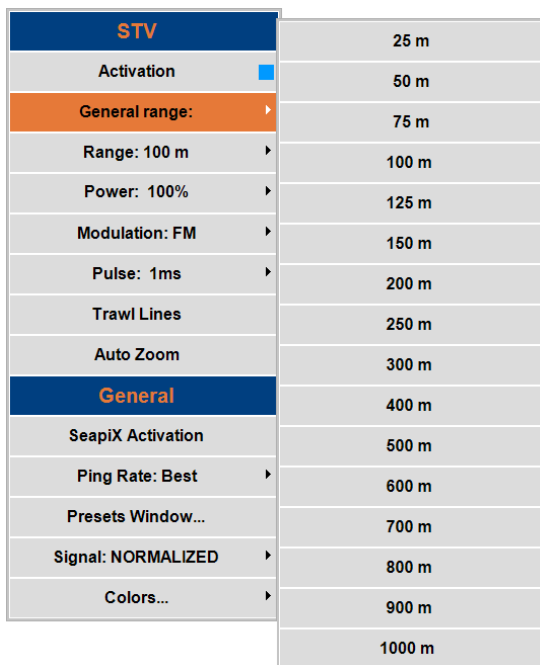 STV
Activation
General range:
Range: 100 m
Power: 100%
Modulation: FM
Pulse: 1ms
Trawl Lines
Auto Zoom
General
SeapiX Activation
Ping Rate: Best
Presets Window...
Signal: NORMALIZED
Colors...
25 m
50 m
75 m
100 m
125 m
150 m
200 m
250 m
300 m
400 m
500 m
600 m
700 m
800 m
900 m
1000 m